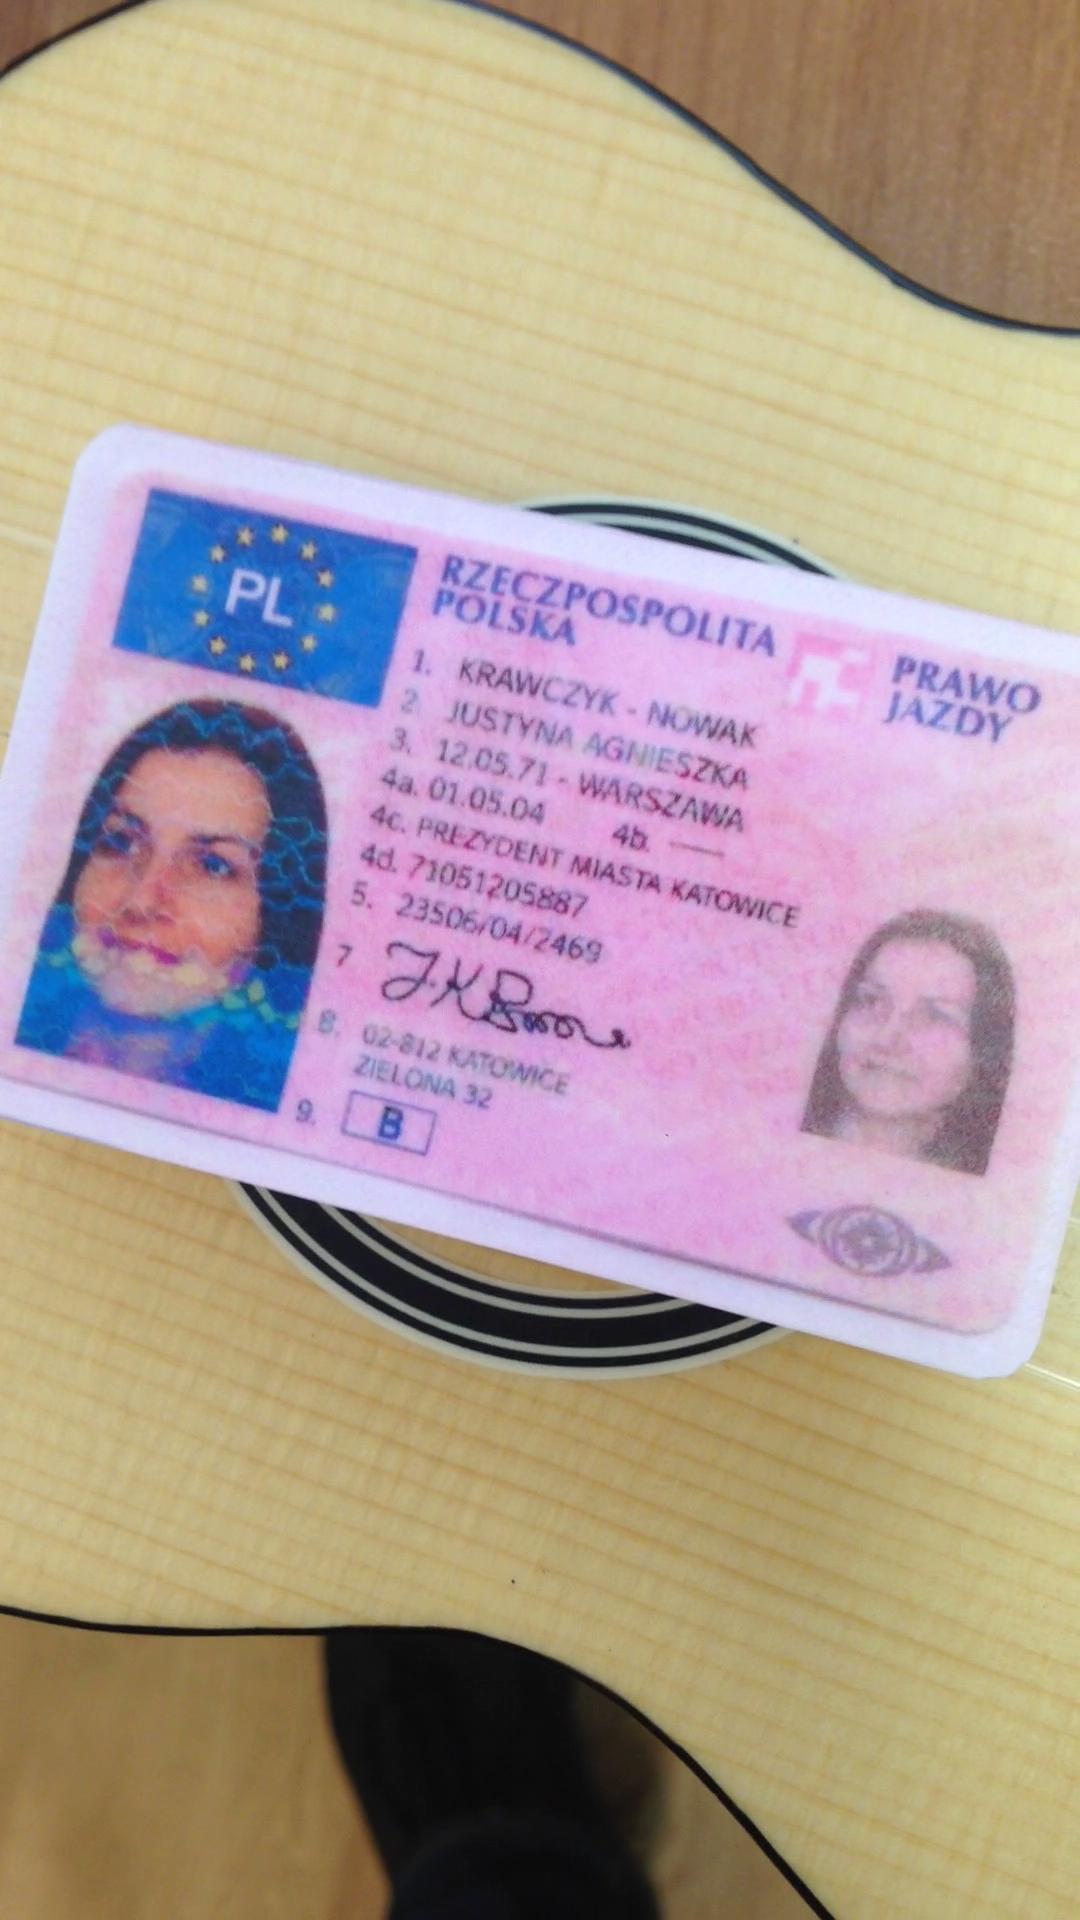 PL
RZECZPOSPOLITA
POLSKA
PRAWO
JAZDY
1. KRAWCZYK - NOWAK
2 JUSTYNA AGNIESZKA
3. 12.05.71 - WARSZAWA
4a. 01.05.04 4b. —
4c. PREZYDENT MIASTA KATOWICE
4d. 71051205887
5. 23506/04/2469
7
8. 02-812 KATOWICE
ZIELONA 32
9. B